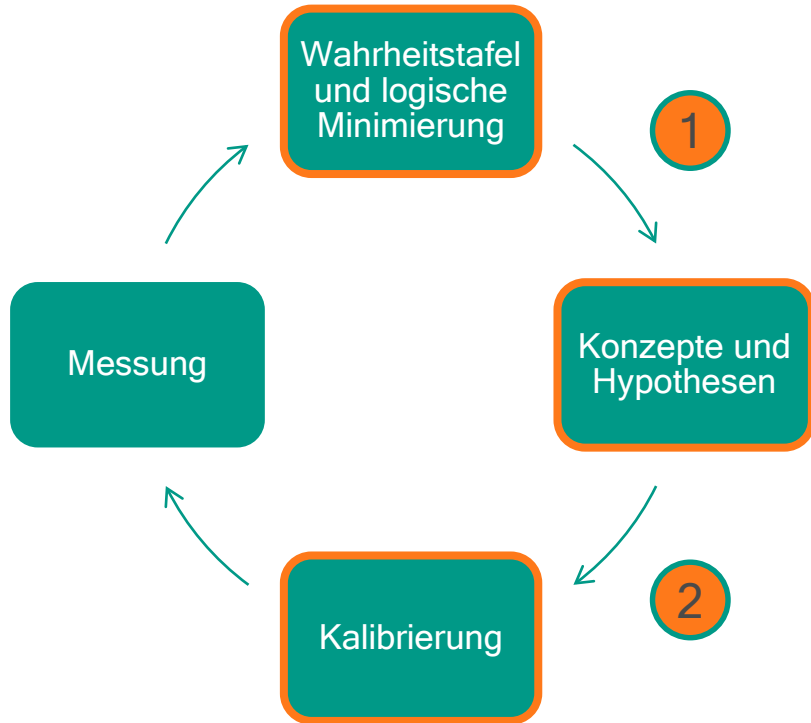 Wahrheitstafel
und logische
Minimierung
1
Messung
Konzepte und
Hypothesen
Kalibrierung
2